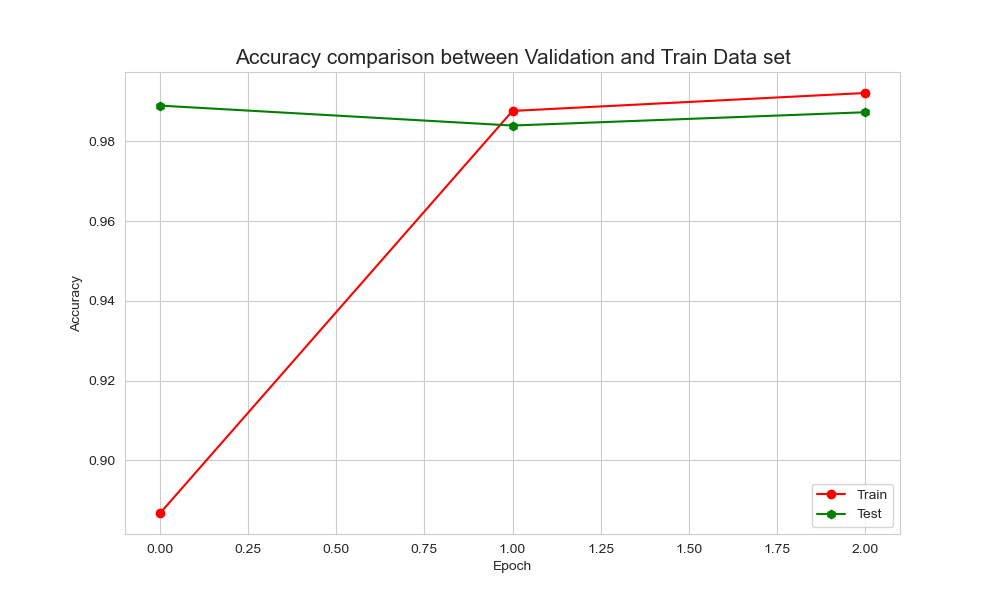 Accuracy comparison between Validation and Train Data set
0.98
0.96
0.94
0.92
0.90
Accuracy
Train
Test
0.00 0.25 0.50 0.75 1.00 1.25 1.50 1.75 2.00
Epoch